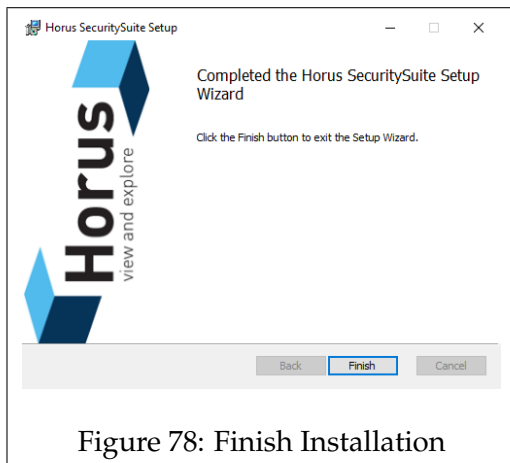 Horus SecuritySuite Setup
Horus
view and explore
Completed the Horus SecuritySuite Setup
Wizard
Click the Finish button to exit the Setup Wizard.
Back
Finish
Cancel
Figure 78: Finish Installation